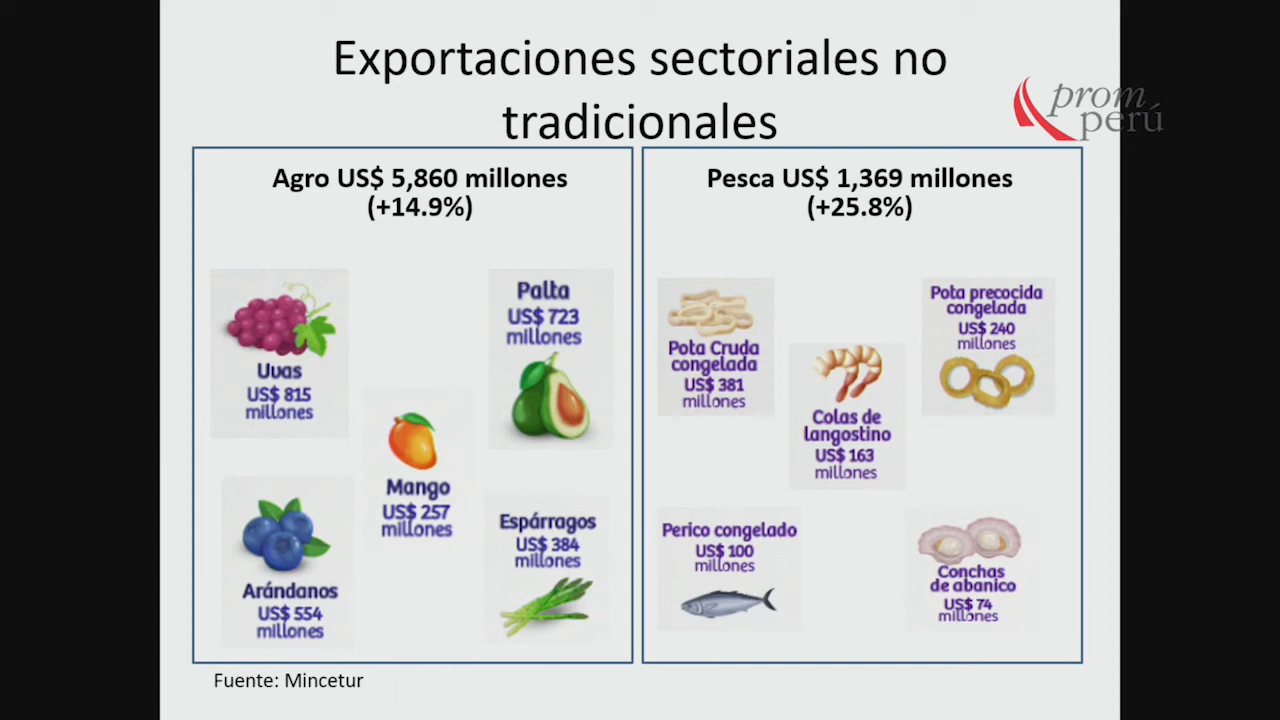 Exportaciones sectoriales no
tradicionales
prom
perú
Agro US$ 5,860 millones
(+14.9%)
Uvas
US$ 815
millones
Palta
US$ 723
millones
Mango
US$ 257
millones
Arándanos
US$ 554
millones
Espárragos
US$ 384
millones
Pesca US$ 1,369 millones
(+25.8%)
Pota Cruda
congelada
US$ 381
millones
Pota precocida
congelada
US$ 240
millones
Colas de
langostino
US$ 163
millones
Perico congelado
US$ 100
millones
Conchas
de abanico
US$ 74
millones
Fuente: Mincetur